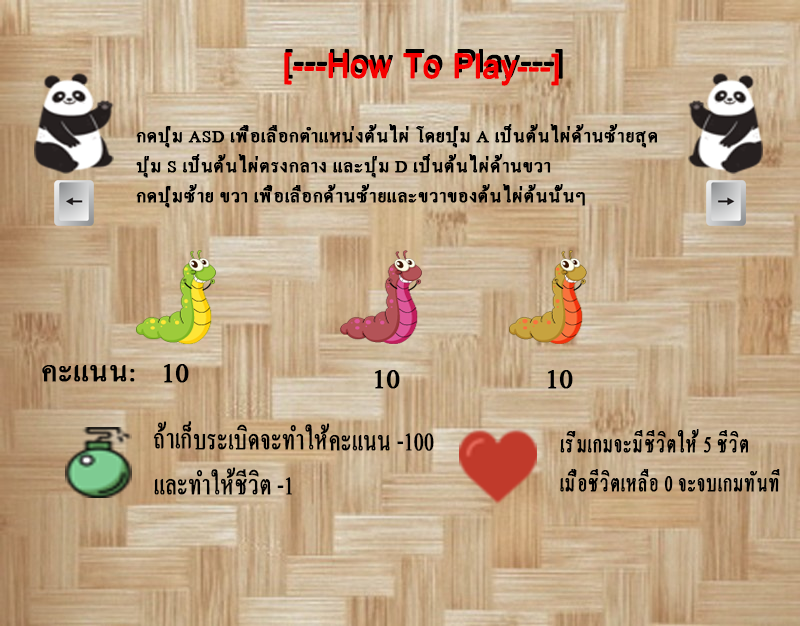 [---How To Play---]
กดปุ่ม ASD เพื่อเลือกตำแหน่งต้นไผ่ โดยปุ่ม A เป็นต้นไผ่ด้านซ้ายสุด
ปุ่ม S เป็นต้นไผ่ตรงกลาง และปุ่ม D เป็นต้นไผ่ด้านขวา
กดปุ่มซ้าย ขวา เพื่อเลือกด้านซ้ายและขวาของต้นไผ่ต้นนั้นๆ
คะแนน: 10 10 10
ถ้าเก็บระเบิดจะทำให้คะแนน -100
และทำให้ชีวิต -1
เริ่มเกมจะมีชีวิตให้ 5 ชีวิต
เมื่อชีวิตเหลือ 0 จะจบเกมทันที